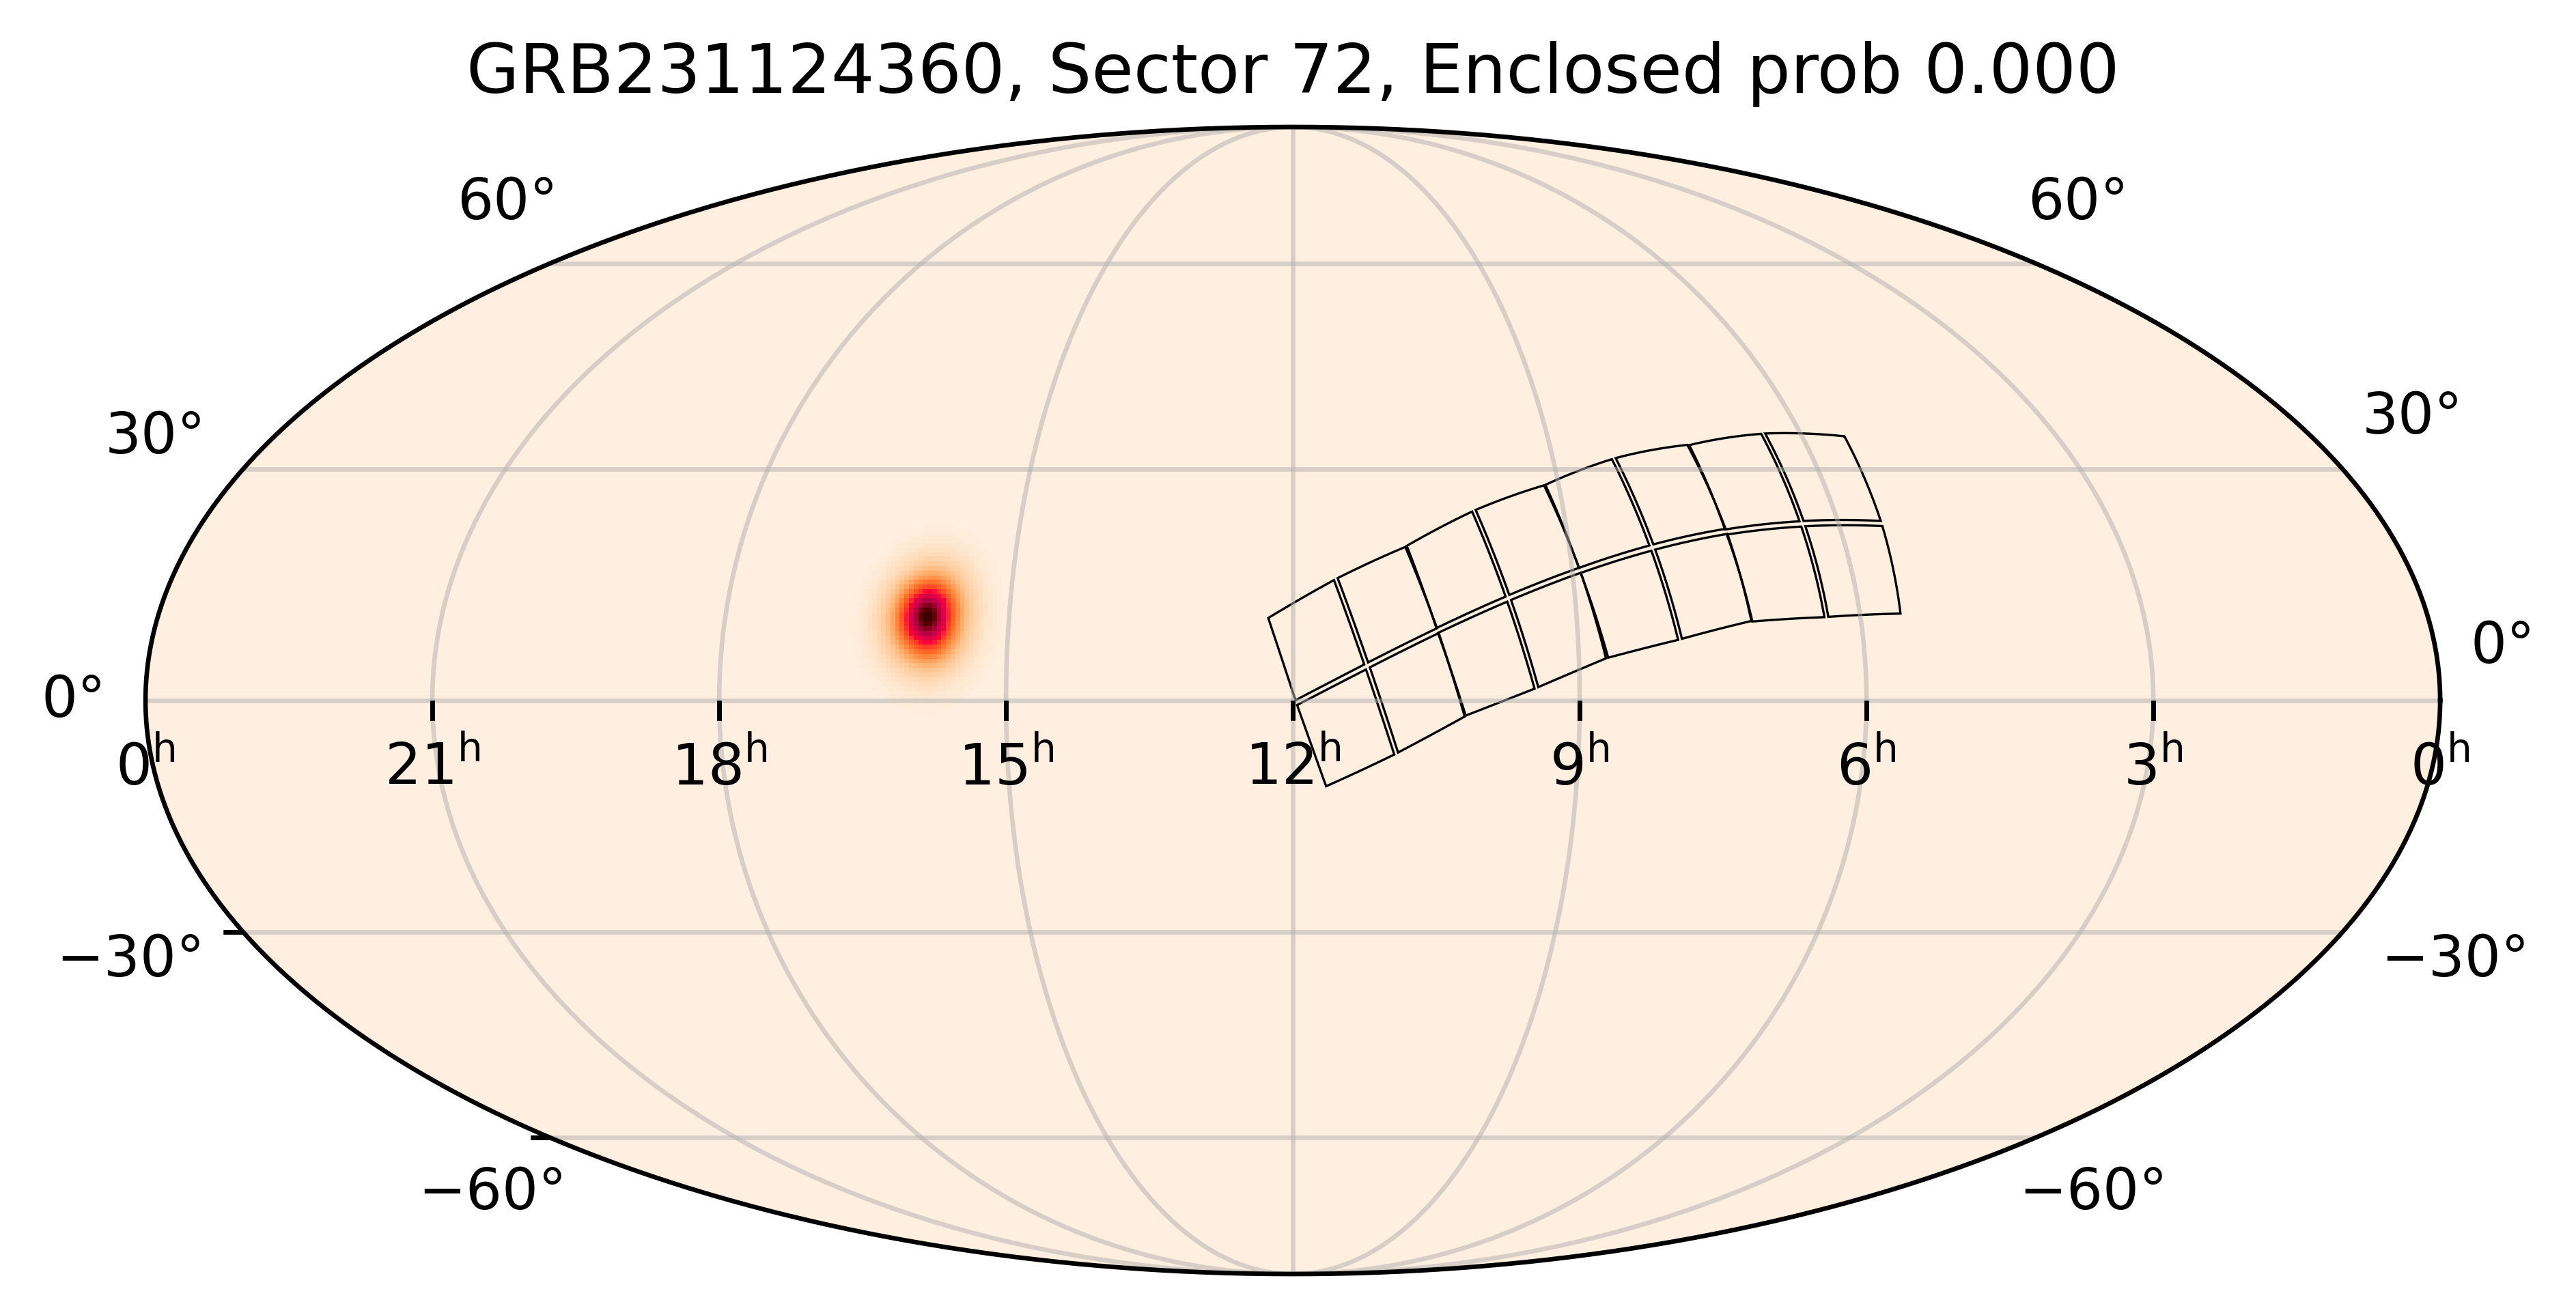 GRB231124360, Sector 72, Enclosed prob 0.000
60° 60°
30° 30°
0° 0°
0ʰ 21ʰ 18ʰ 15ʰ 12ʰ 9ʰ 6ʰ 3ʰ 0ʰ
−30° −30°
−60° −60°